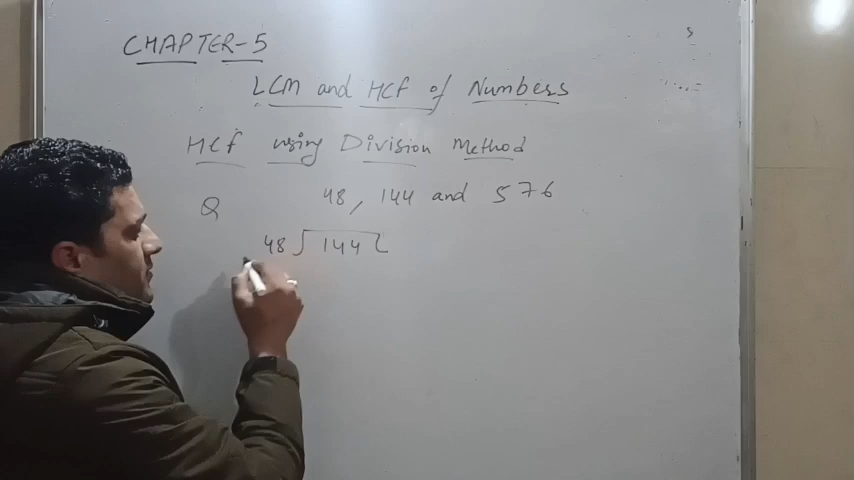 CHAPTER-5
LCM and HCF of Numbers
HCF using Division Method
Q 48, 144 and 576
48 144